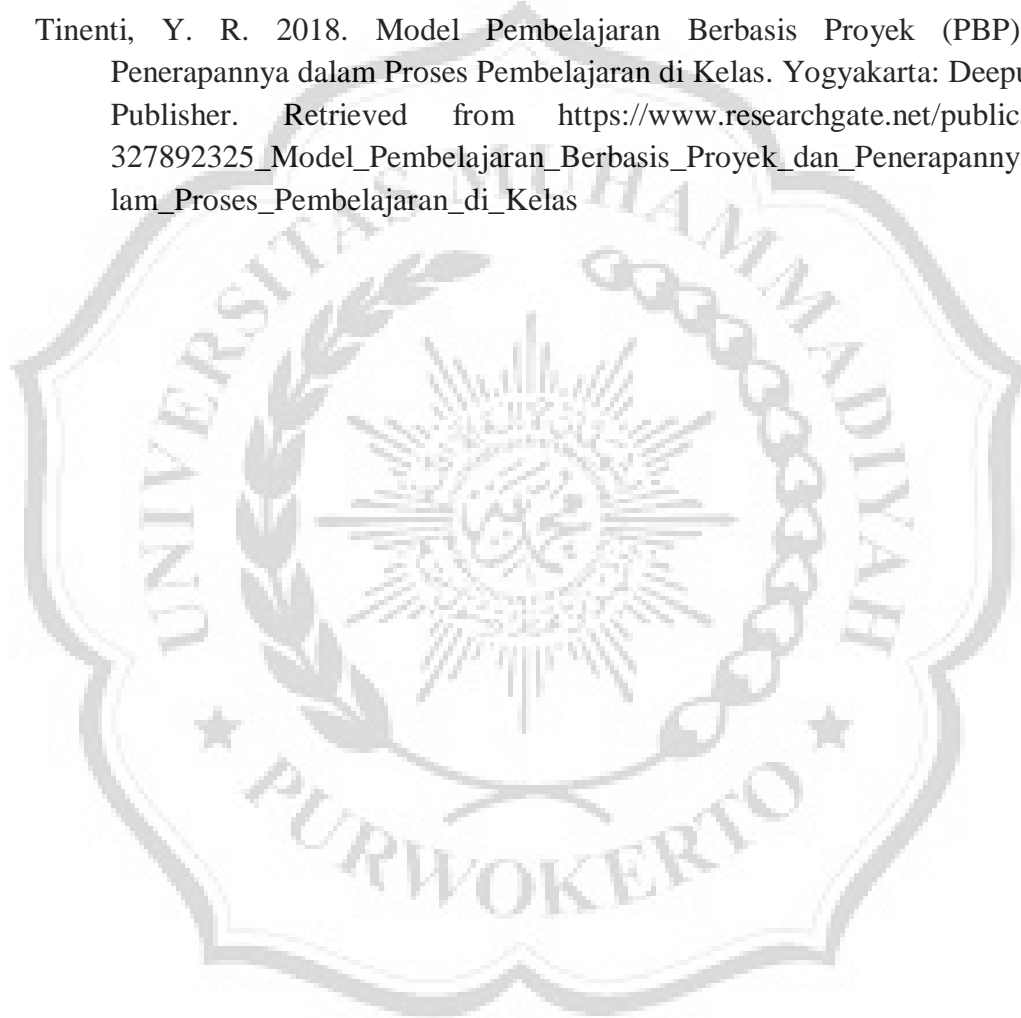 Tinenti, Y. R. 2018. Model Pembelajaran Berbasis Proyek (PBP)
Penerapannya dalam Proses Pembelajaran di Kelas. Yogyakarta: Deepu
Publisher. Retrieved from https://www.researchgate.net/public
327892325_Model_Pembelajaran_Berbasis_Proyek_dan_Penerapanny
lam_Proses_Pembelajaran_di_Kelas
UNIVERSITAS MUHAMMADIYAH
PURWOKERTO